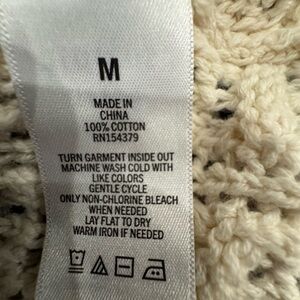 M
MADE IN
CHINA
100% COTTON
RN154379
TURN GARMENT INSIDE OUT
MACHINE WASH COLD WITH
LIKE COLORS
GENTLE CYCLE
ONLY NON-CHLORINE BLEACH
WHEN NEEDED
LAY FLAT TO DRY
WARM IRON IF NEEDED